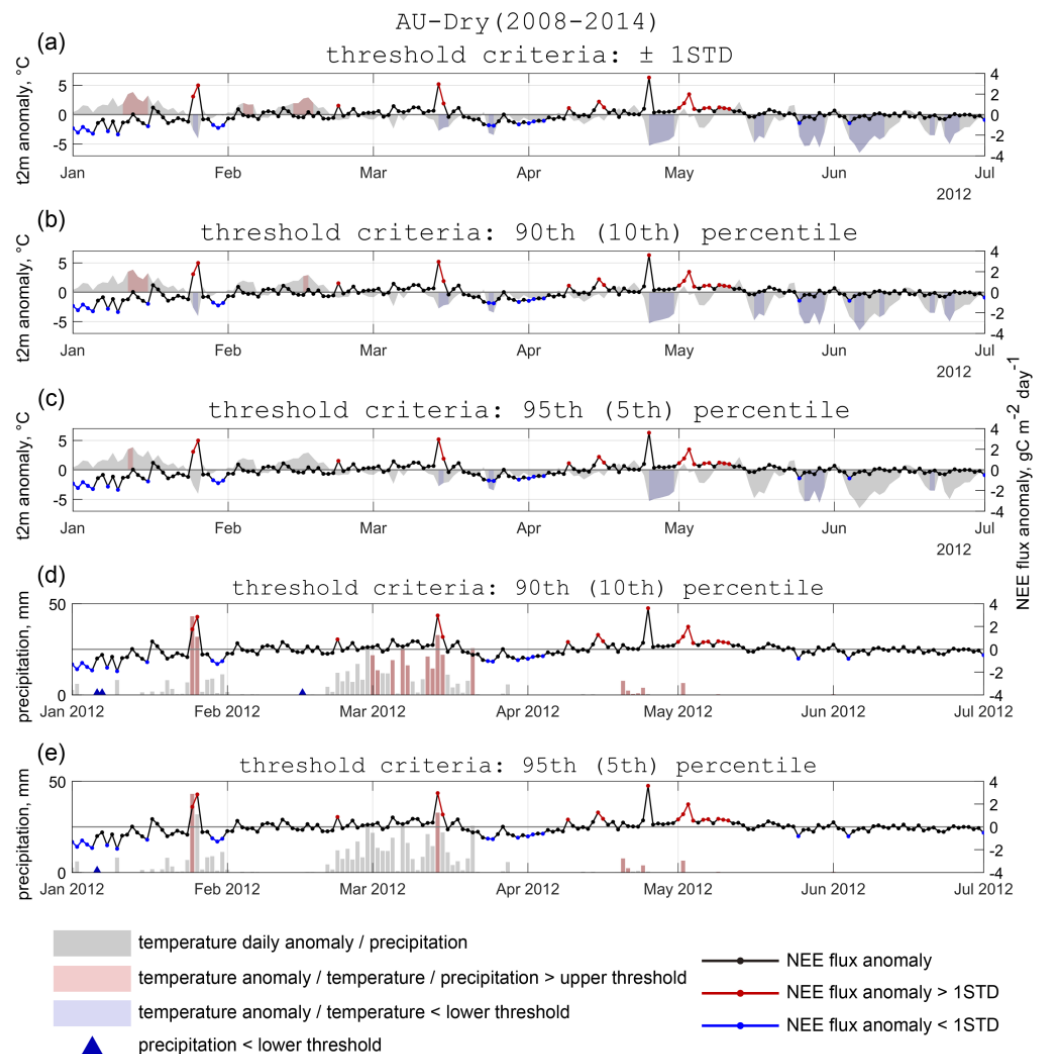 AU-Dry(2008-2014)
(a)
threshold criteria: ± 1STD
t2m anomaly, °C
5
0
-5
4
2
0
-2
-4
Jan Feb Mar Apr May Jun Jul
2012
(b)
threshold criteria: 90th (10th) percentile
t2m anomaly, °C
5
0
-5
4
2
0
-2
-4
Jan Feb Mar Apr May Jun Jul
2012
(c)
threshold criteria: 95th (5th) percentile
t2m anomaly, °C
5
0
-5
4
2
0
-2
-4
Jan Feb Mar Apr May Jun Jul
2012
NEE flux anomaly, gC m-2 day-1
(d)
threshold criteria: 90th (10th) percentile
precipitation, mm
50
0
4
2
0
-2
-4
Jan 2012 Feb 2012 Mar 2012 Apr 2012 May 2012 Jun 2012 Jul 2012
(e)
threshold criteria: 95th (5th) percentile
precipitation, mm
50
0
4
2
0
-2
-4
Jan 2012 Feb 2012 Mar 2012 Apr 2012 May 2012 Jun 2012 Jul 2012
temperature daily anomaly / precipitation
temperature anomaly / temperature / precipitation > upper threshold
temperature anomaly / temperature < lower threshold
precipitation < lower threshold
NEE flux anomaly
NEE flux anomaly > 1STD
NEE flux anomaly < 1STD